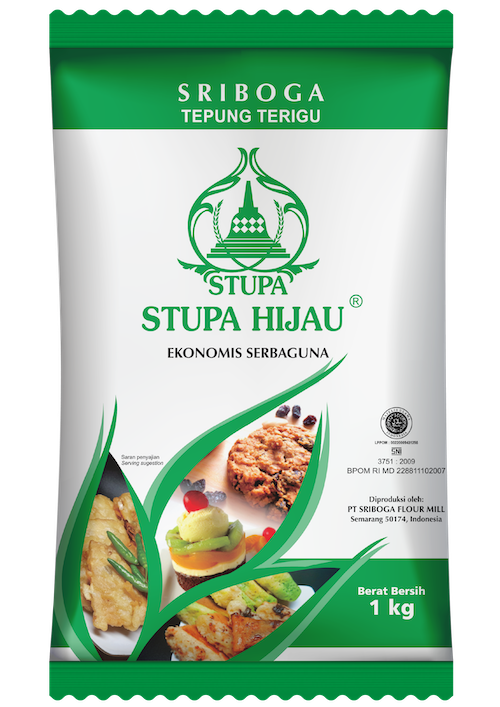 SRIBOGA
TEPUNG TERIGU
STUPA
STUPA HIJAU®
EKONOMIS SERBAGUNA
Saran penyajian
Serving suggestion
SNI
3751 : 2009
BPOM RI MD 228811102007
Diproduksi oleh:
PT SRIBOGA FLOUR MILL
Semarang 50174, Indonesia
Berat Bersih
1 kg